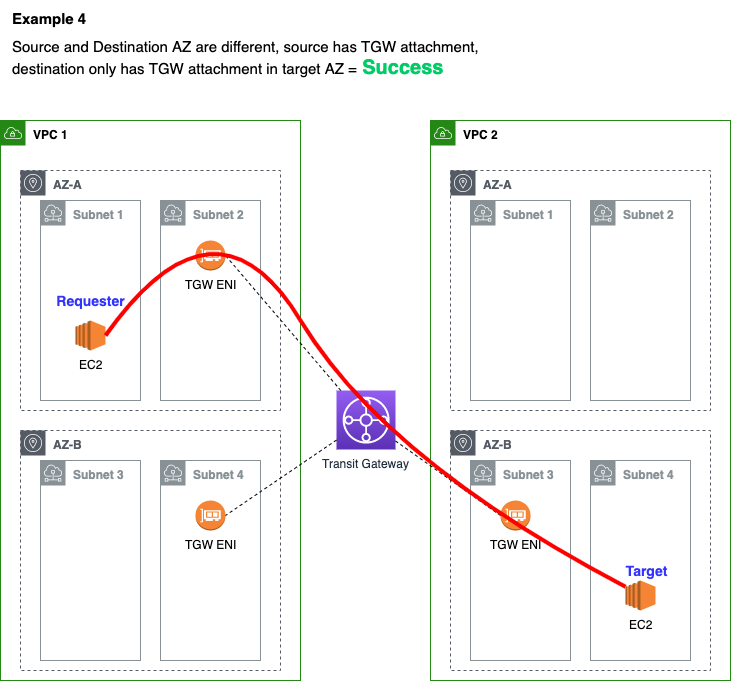 Example 4
Source and Destination AZ are different, source has TGW attachment,
destination only has TGW attachment in target AZ = Success
VPC 1
AZ-A
Subnet 1
Subnet 2
TGW ENI
Requester
EC2
AZ-B
Subnet 3
Subnet 4
TGW ENI
Transit Gateway
VPC 2
AZ-A
Subnet 1
Subnet 2
AZ-B
Subnet 3
Subnet 4
TGW ENI
Target
EC2